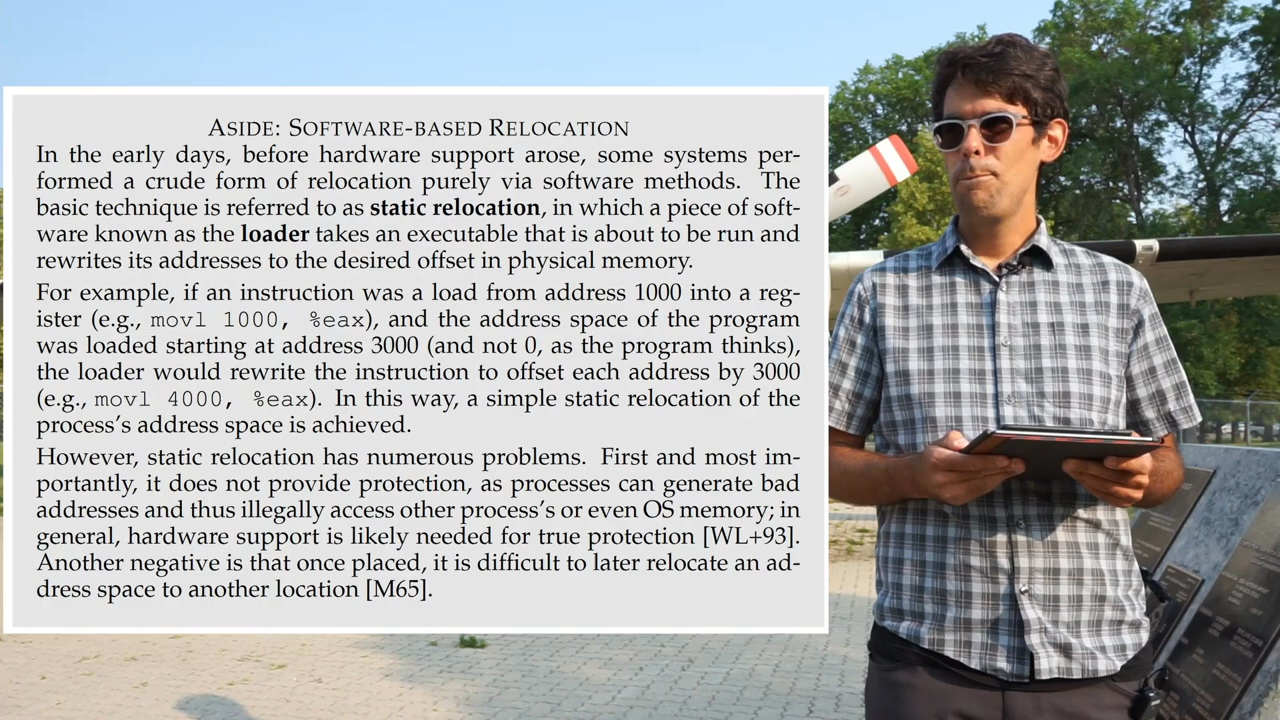 ASIDE: SOFTWARE-BASED RELOCATION
In the early days, before hardware support arose, some systems per-
formed a crude form of relocation purely via software methods. The
basic technique is referred to as static relocation, in which a piece of soft-
ware known as the loader takes an executable that is about to be run and
rewrites its addresses to the desired offset in physical memory.
For example, if an instruction was a load from address 1000 into a reg-
ister (e.g., movl 1000, %eax), and the address space of the program
was loaded starting at address 3000 (and not 0, as the program thinks),
the loader would rewrite the instruction to offset each address by 3000
(e.g., movl 4000, %eax). In this way, a simple static relocation of the
process's address space is achieved.
However, static relocation has numerous problems. First and most im-
portantly, it does not provide protection, as processes can generate bad
addresses and thus illegally access other process's or even OS memory; in
general, hardware support is likely needed for true protection [WL+93].
Another negative is that once placed, it is difficult to later relocate an ad-
dress space to another location [M65].